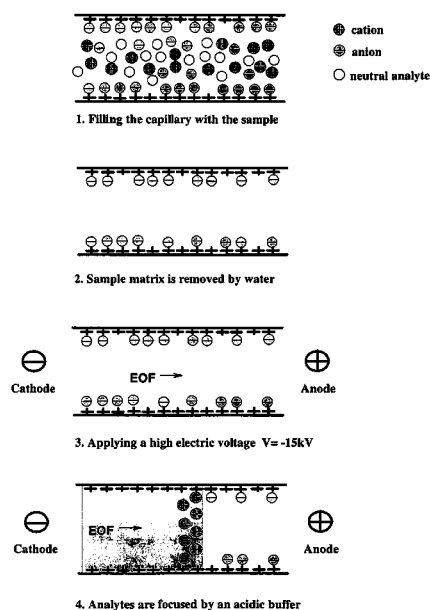 cation
anion
neutral analyte
1. Filling the capillary with the sample
2. Sample matrix is removed by water
EOF
Cathode
Anode
3. Applying a high electric voltage V= -15kV
EOF
Cathode
Anode
4. Analytes are focused by an acidic buffer